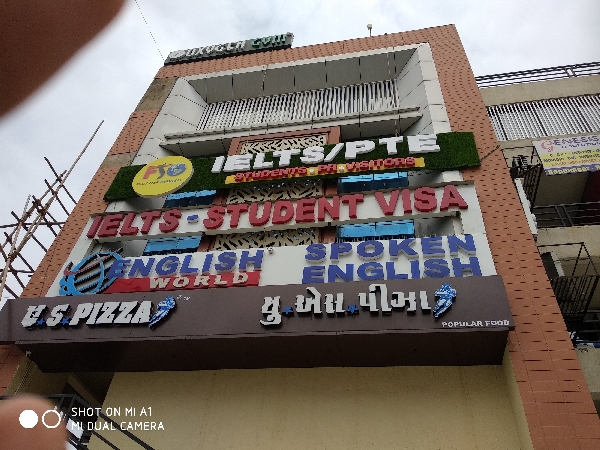 IELTS/PTE
STUDENTS PR VISITORS
IELTS - STUDENT VISA
ENGLISH
WORLD
SPOKEN
ENGLISH
U.S.PIZZA
યુ.એસ.પીઝા
POPULAR FOOD
GENESIS
SHOT ON MI A1
MI DUAL CAMERA